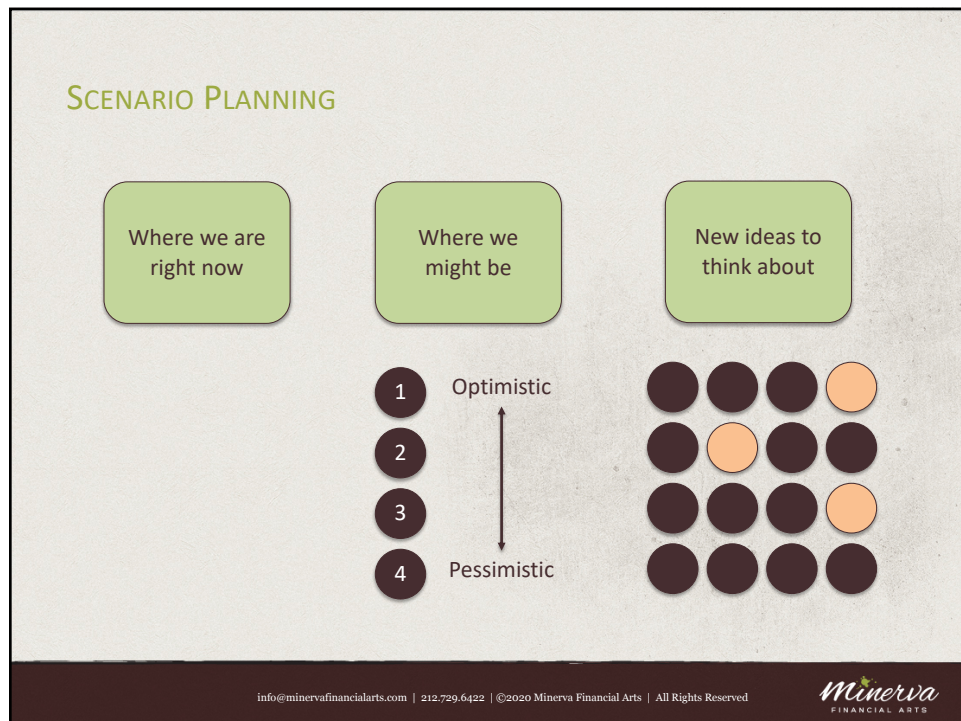 SCENARIO PLANNING
Where we are
right now
Where we
might be
New ideas to
think about
1 Optimistic
2
3
4 Pessimistic
info@minervafinancialarts.com | 212.729.6422 | ©2020 Minerva Financial Arts | All Rights Reserved
Minerva
FINANCIAL ARTS